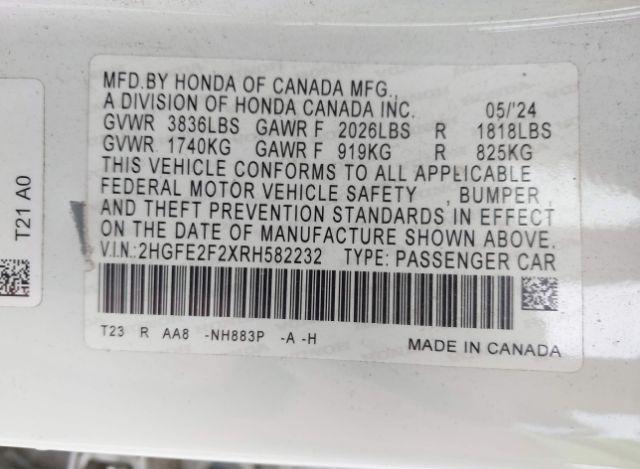 MFD.BY HONDA OF CANADA MFG.,
A DIVISION OF HONDA CANADA INC. 05/'24
GVWR 3836LBS GAWR F 2026LBS R 1818LBS
GVWR 1740KG GAWR F 919KG R 825KG
THIS VEHICLE CONFORMS TO ALL APPLICABLE
FEDERAL MOTOR VEHICLE SAFETY , BUMPER ,
AND THEFT PREVENTION STANDARDS IN EFFECT
ON THE DATE OF MANUFACTURE SHOWN ABOVE.
V.I.N.:2HGFE2F2XRH582232 TYPE: PASSENGER CAR
T23 R AA8 -NH883P -A -H
MADE IN CANADA
T21 A0